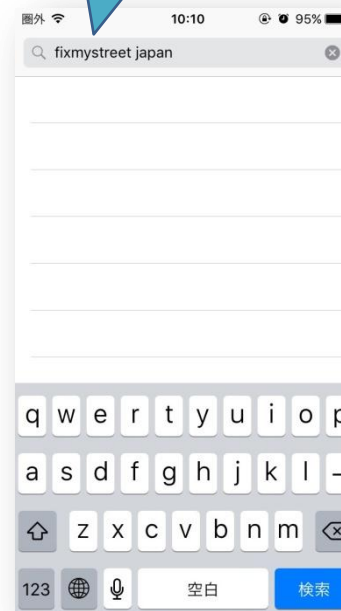 圏外 10:10 95%
fixmystreet japan
q w e r t y u i o p
a s d f g h j k l -
z x c v b n m
123 空白 検索